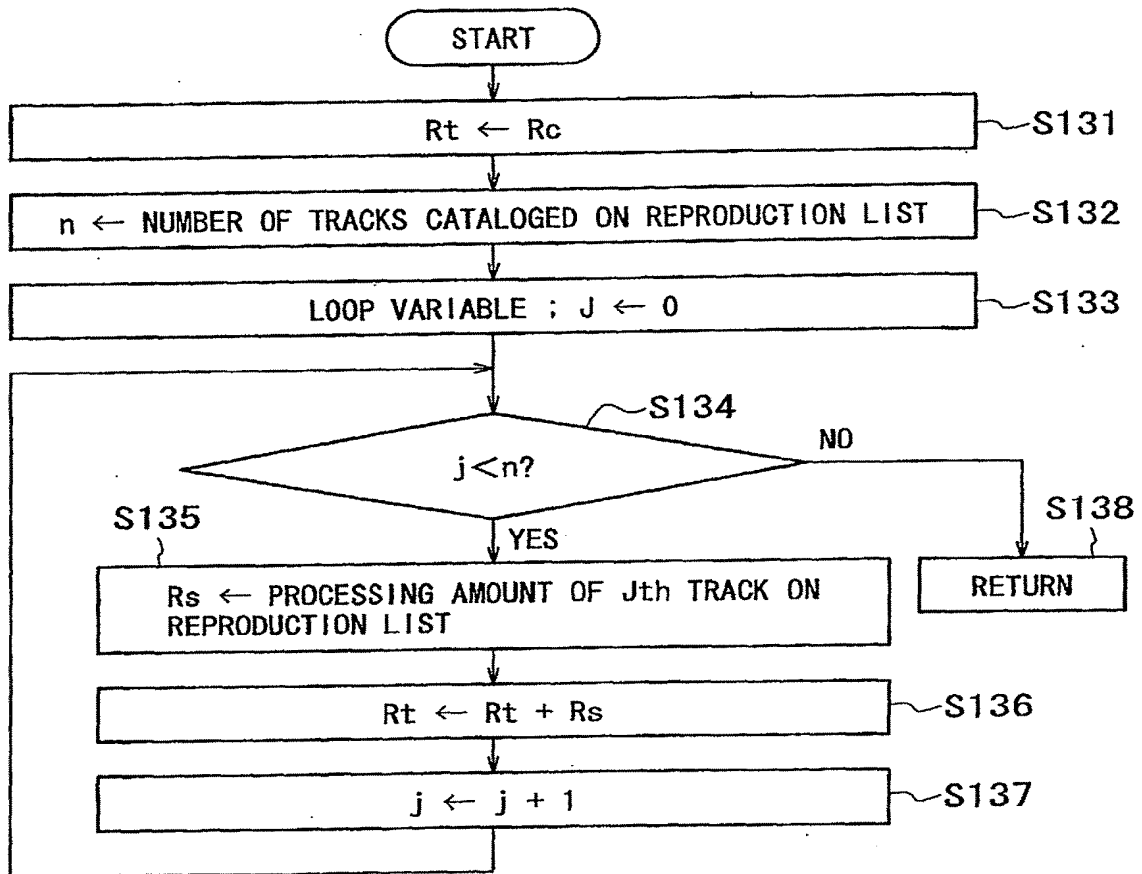 START
Rt ← Rc
S131
n ← NUMBER OF TRACKS CATALOGED ON REPRODUCTION LIST
S132
LOOP VARIABLE ; J ← 0
S133
S134
j<n?
NO
S135
YES
S138
Rs ← PROCESSING AMOUNT OF Jth TRACK ON
REPRODUCTION LIST
RETURN
Rt ← Rt + Rs
S136
j ← j + 1
S137